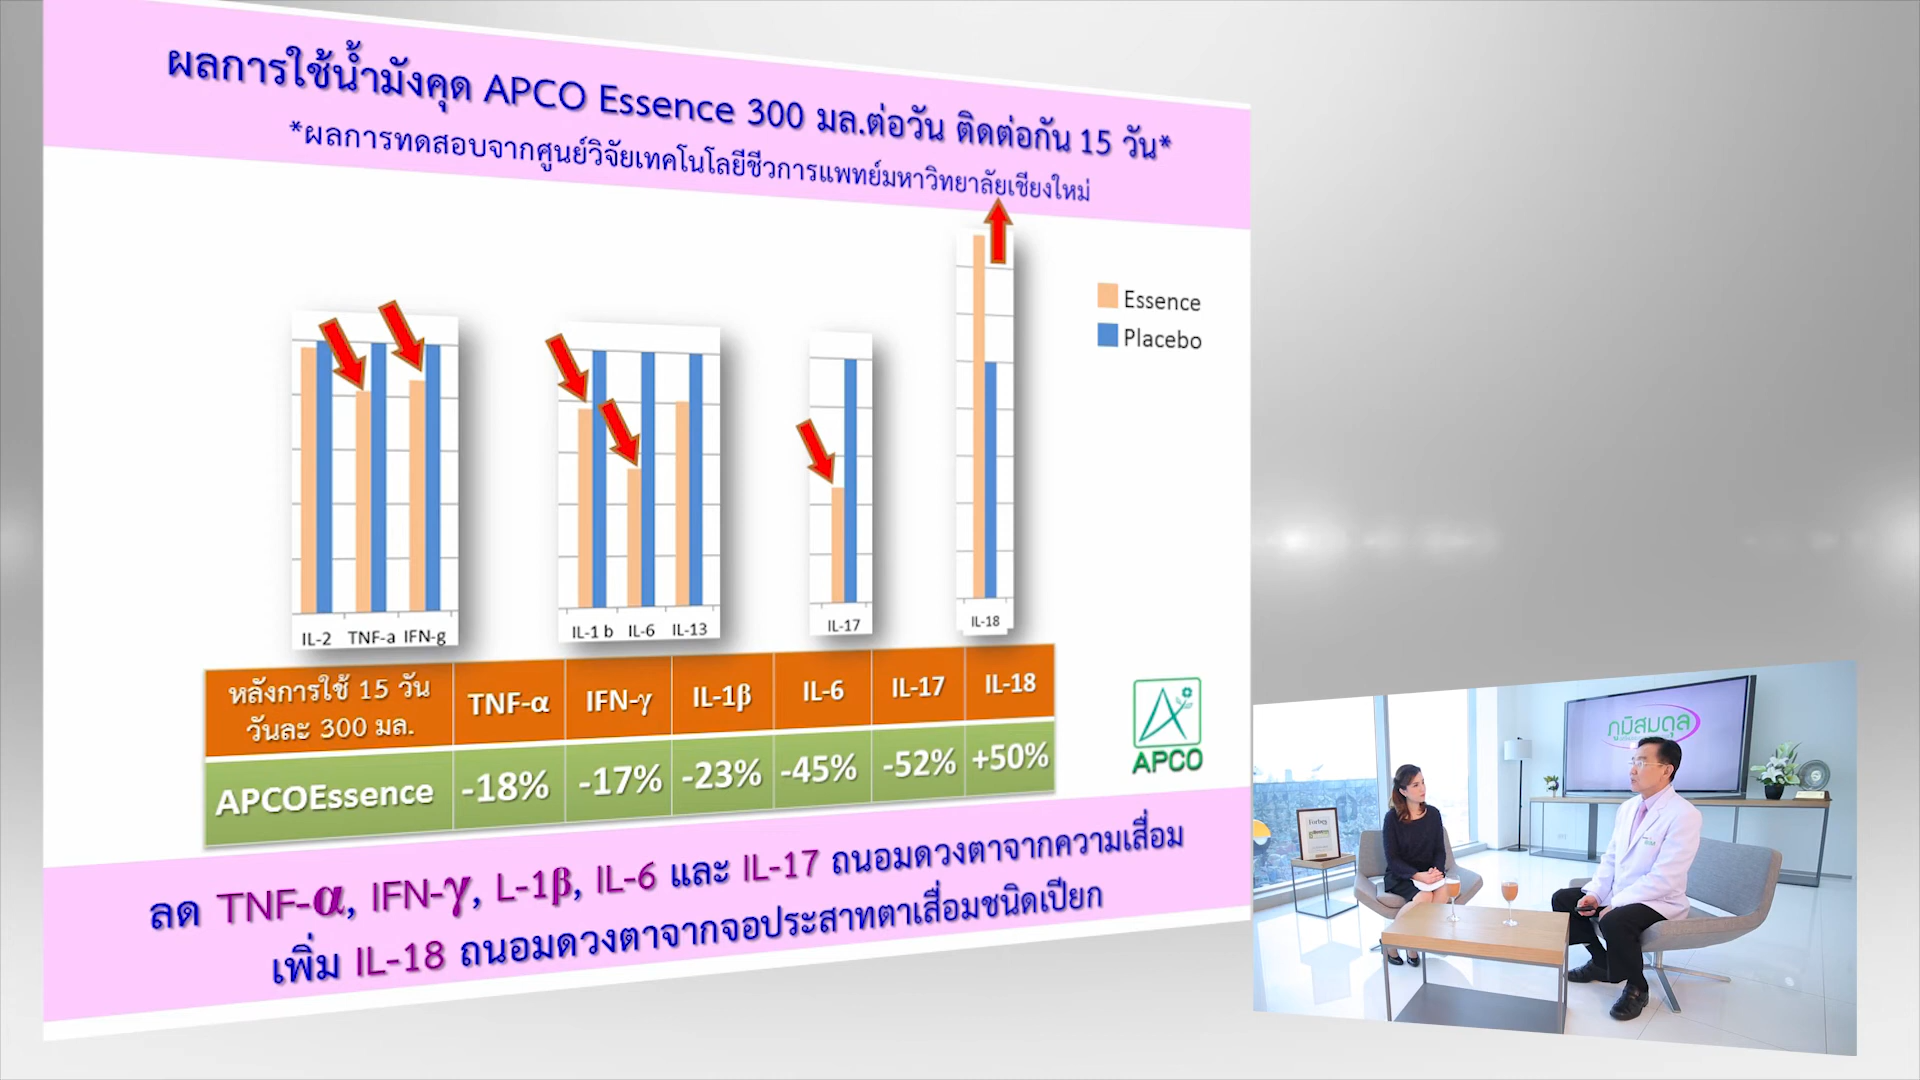 ผลการใช้น้ำมังคุด APCO Essence 300 มล.ต่อวัน ติดต่อกัน 15 วัน*
*ผลการทดสอบจากศูนย์วิจัยเทคโนโลยีชีวการแพทย์มหาวิทยาลัยเชียงใหม่
Essence
Placebo
IL-2 TNF-a IFN-g
IL-1 b IL-6 IL-13
IL-17
IL-18
หลังการใช้ 15 วัน
วันละ 300 มล.
TNF-α IFN-γ IL-1β IL-6 IL-17 IL-18
APCOEssence -18% -17% -23% -45% -52% +50%
APCO
ลด TNF-α, IFN-γ, L-1β, IL-6 และ IL-17 ถนอมดวงตาจากความเสื่อม
เพิ่ม IL-18 ถนอมดวงตาจากจอประสาทตาเสื่อมชนิดเปียก
ภูมิสมดุล
Forbes